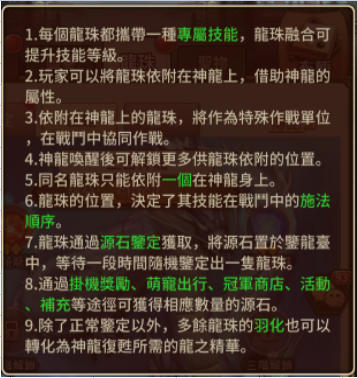 1.每個龍珠都攜帶一種專屬技能，龍珠融合可
提升技能等級。
2.玩家可以將龍珠依附在神龍上，借助神龍的
屬性。
3.依附在神龍上的龍珠，將作為特殊作戰單位
，在戰鬥中協同作戰。
4.神龍喚醒後可解鎖更多供龍珠依附的位置。
5.同名龍珠只能依附一個在神龍身上。
6.龍珠的位置，決定了其技能在戰鬥中的施法
順序。
7.龍珠通過源石鑒定獲取，將源石置於鑒龍臺
中，等待一段時間隨機鑒定出一隻龍珠。
8.通過掛機獎勵、萌寵出行、冠軍商店、活動
、補充等途徑可獲得相應數量的源石。
9.除了正常鑒定以外，多餘龍珠的羽化也可以
轉化為神龍復甦所需的龍之精華。